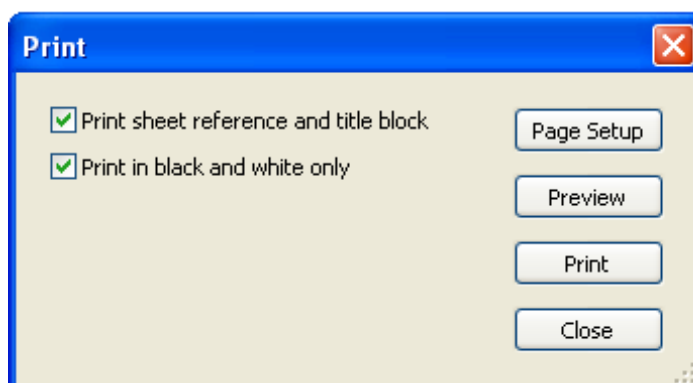 Print
Print sheet reference and title block
Print in black and white only
Page Setup
Preview
Print
Close